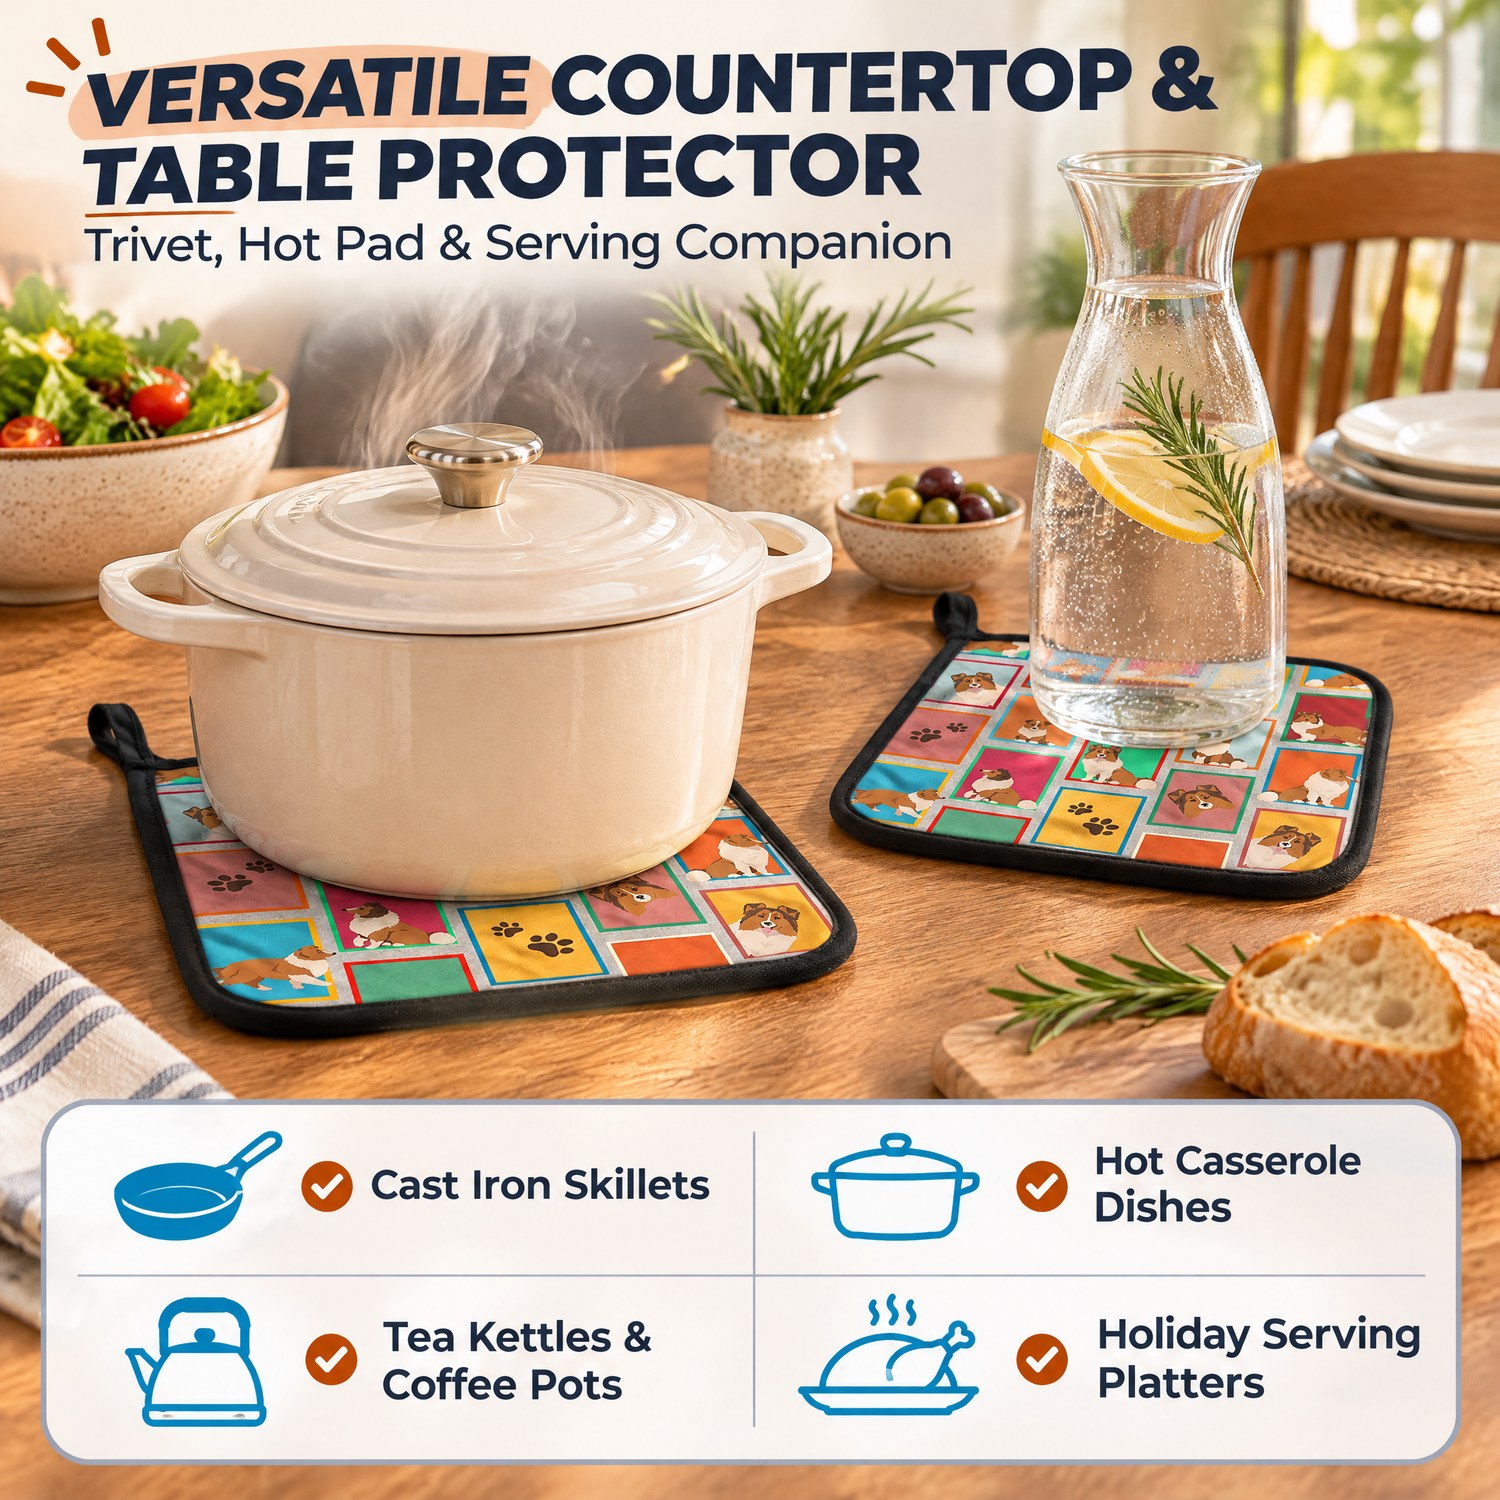 VERSATILE COUNTERTOP &
TABLE PROTECTOR
Trivet, Hot Pad & Serving Companion
Cast Iron Skillets
Hot Casserole
Dishes
Tea Kettles &
Coffee Pots
Holiday Serving
Platters